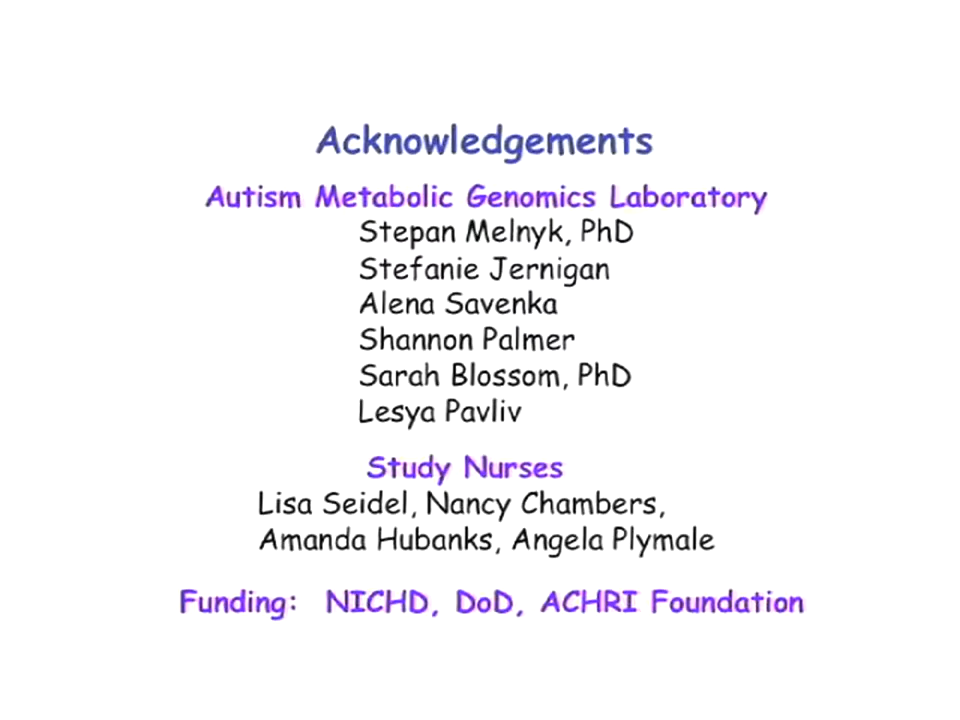 Acknowledgements
Autism Metabolic Genomics Laboratory
Stepan Melnyk, PhD
Stefanie Jernigan
Alena Savenka
Shannon Palmer
Sarah Blossom, PhD
Lesya Pavliv
Study Nurses
Lisa Seidel, Nancy Chambers,
Amanda Hubanks, Angela Plymale
Funding: NICHD, DoD, ACHRI Foundation